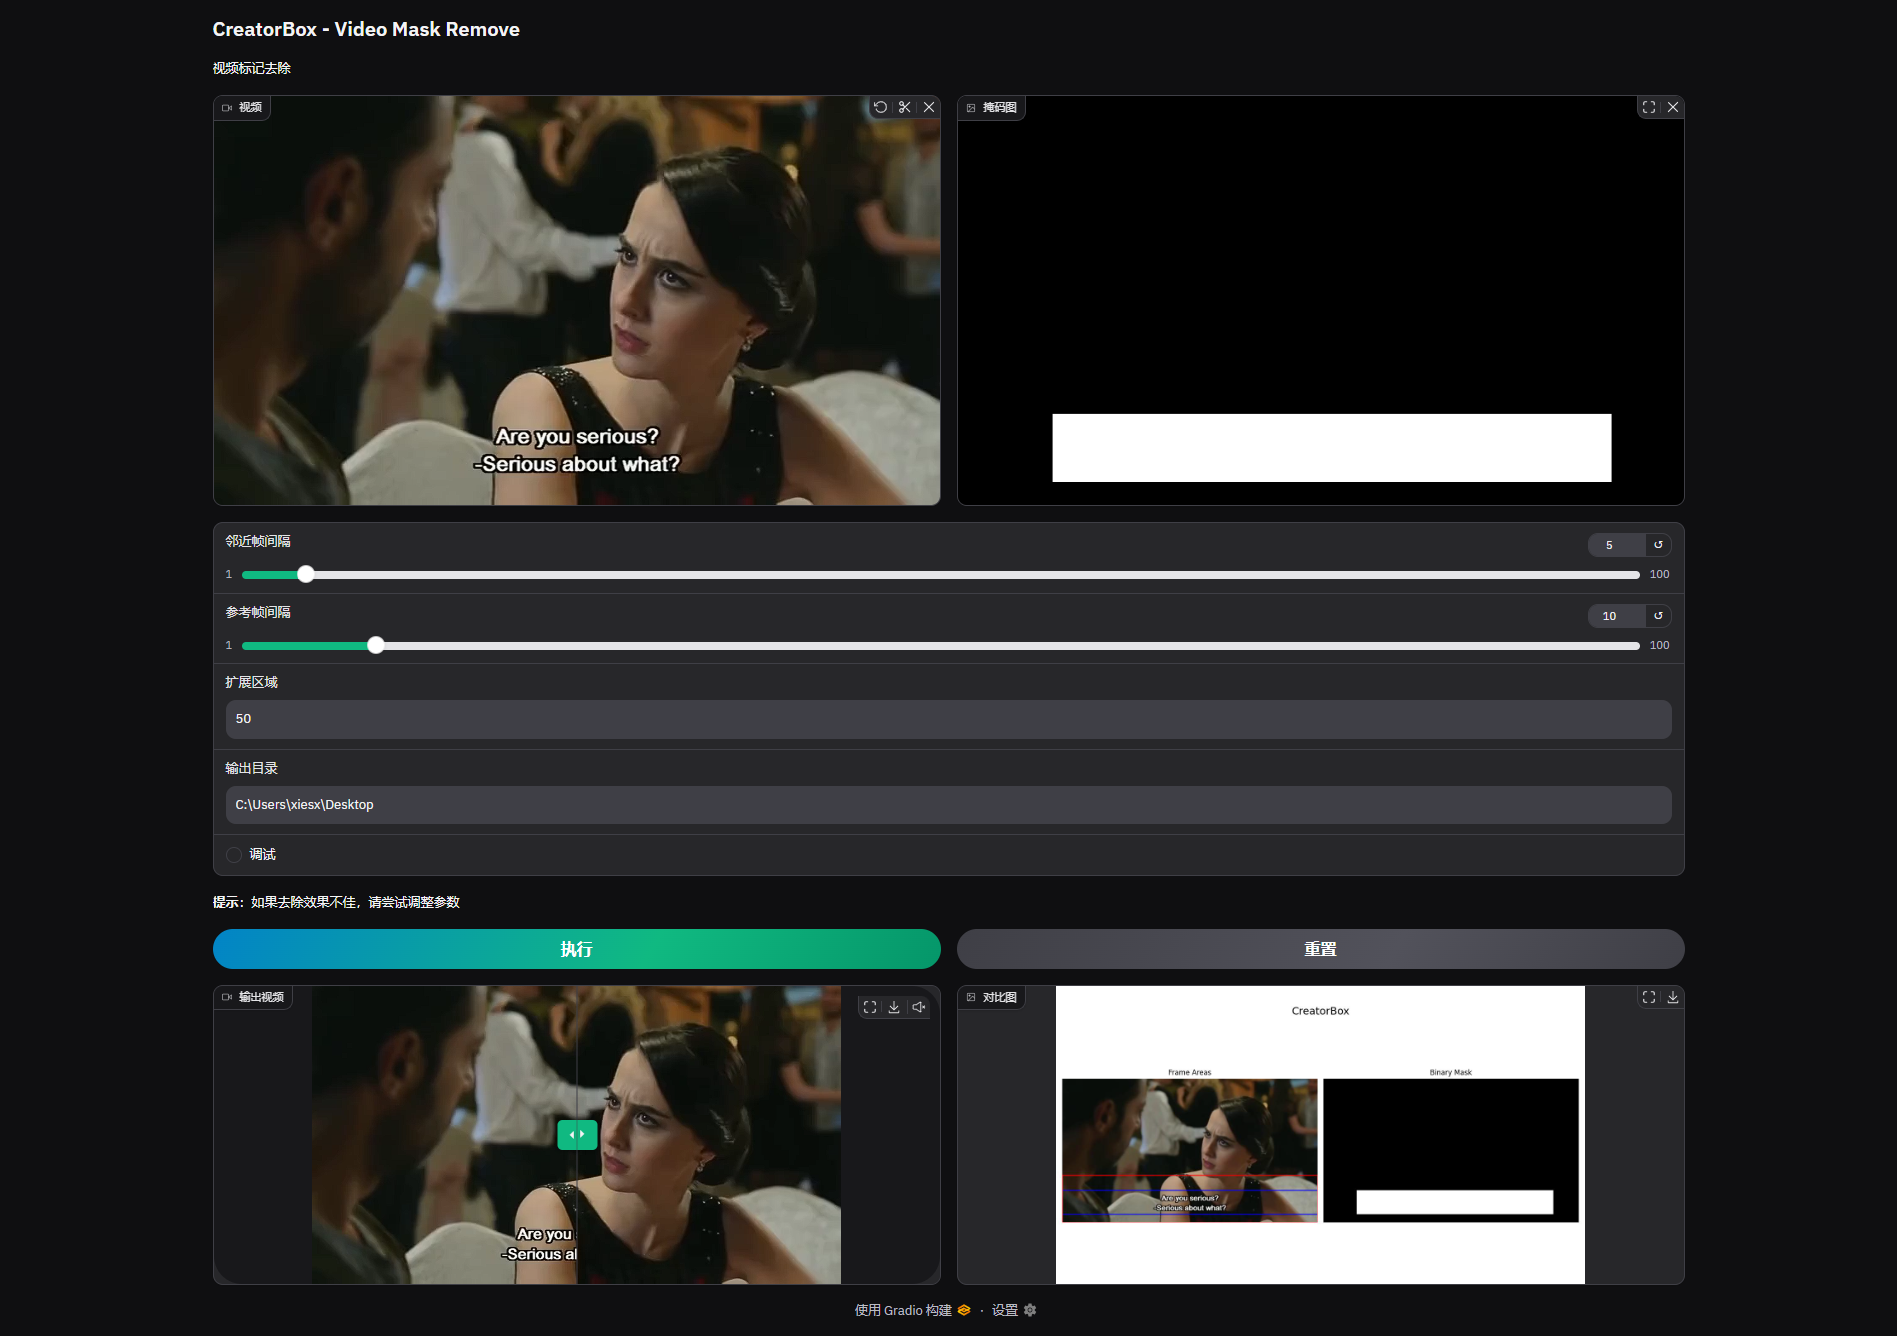 CreatorBox - Video Mask Remove
视频标记去除
视频
掩码图
Are you serious?
-Serious about what?
邻近帧间隔
5
1
100
参考帧间隔
10
1
100
扩展区域
50
输出目录
C:\Users\xiesx\Desktop
调试
提示：如果去除效果不佳，请尝试调整参数
执行
重置
输出视频
Are you
-Serious al
对比图
CreatorBox
Frame Areas
Binary Mask
Are you serious?
-Serious about what?
使用 Gradio 构建 · 设置